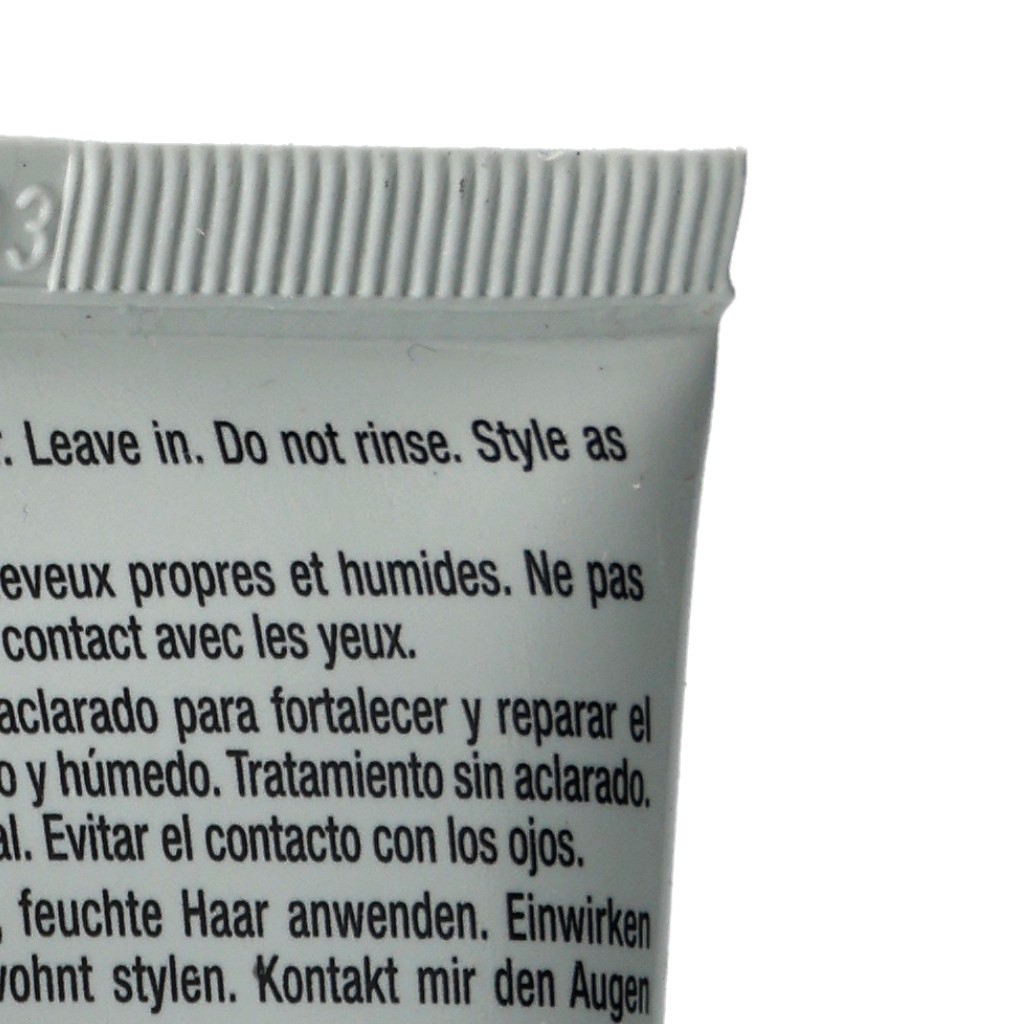 3
. Leave in. Do not rinse. Style as
eveux propres et humides. Ne pas
contact avec les yeux.
aclarado para fortalecer y reparar el
o y húmedo. Tratamiento sin aclarado.
al. Evitar el contacto con los ojos.
, feuchte Haar anwenden. Einwirken
wohnt stylen. Kontakt mir den Augen